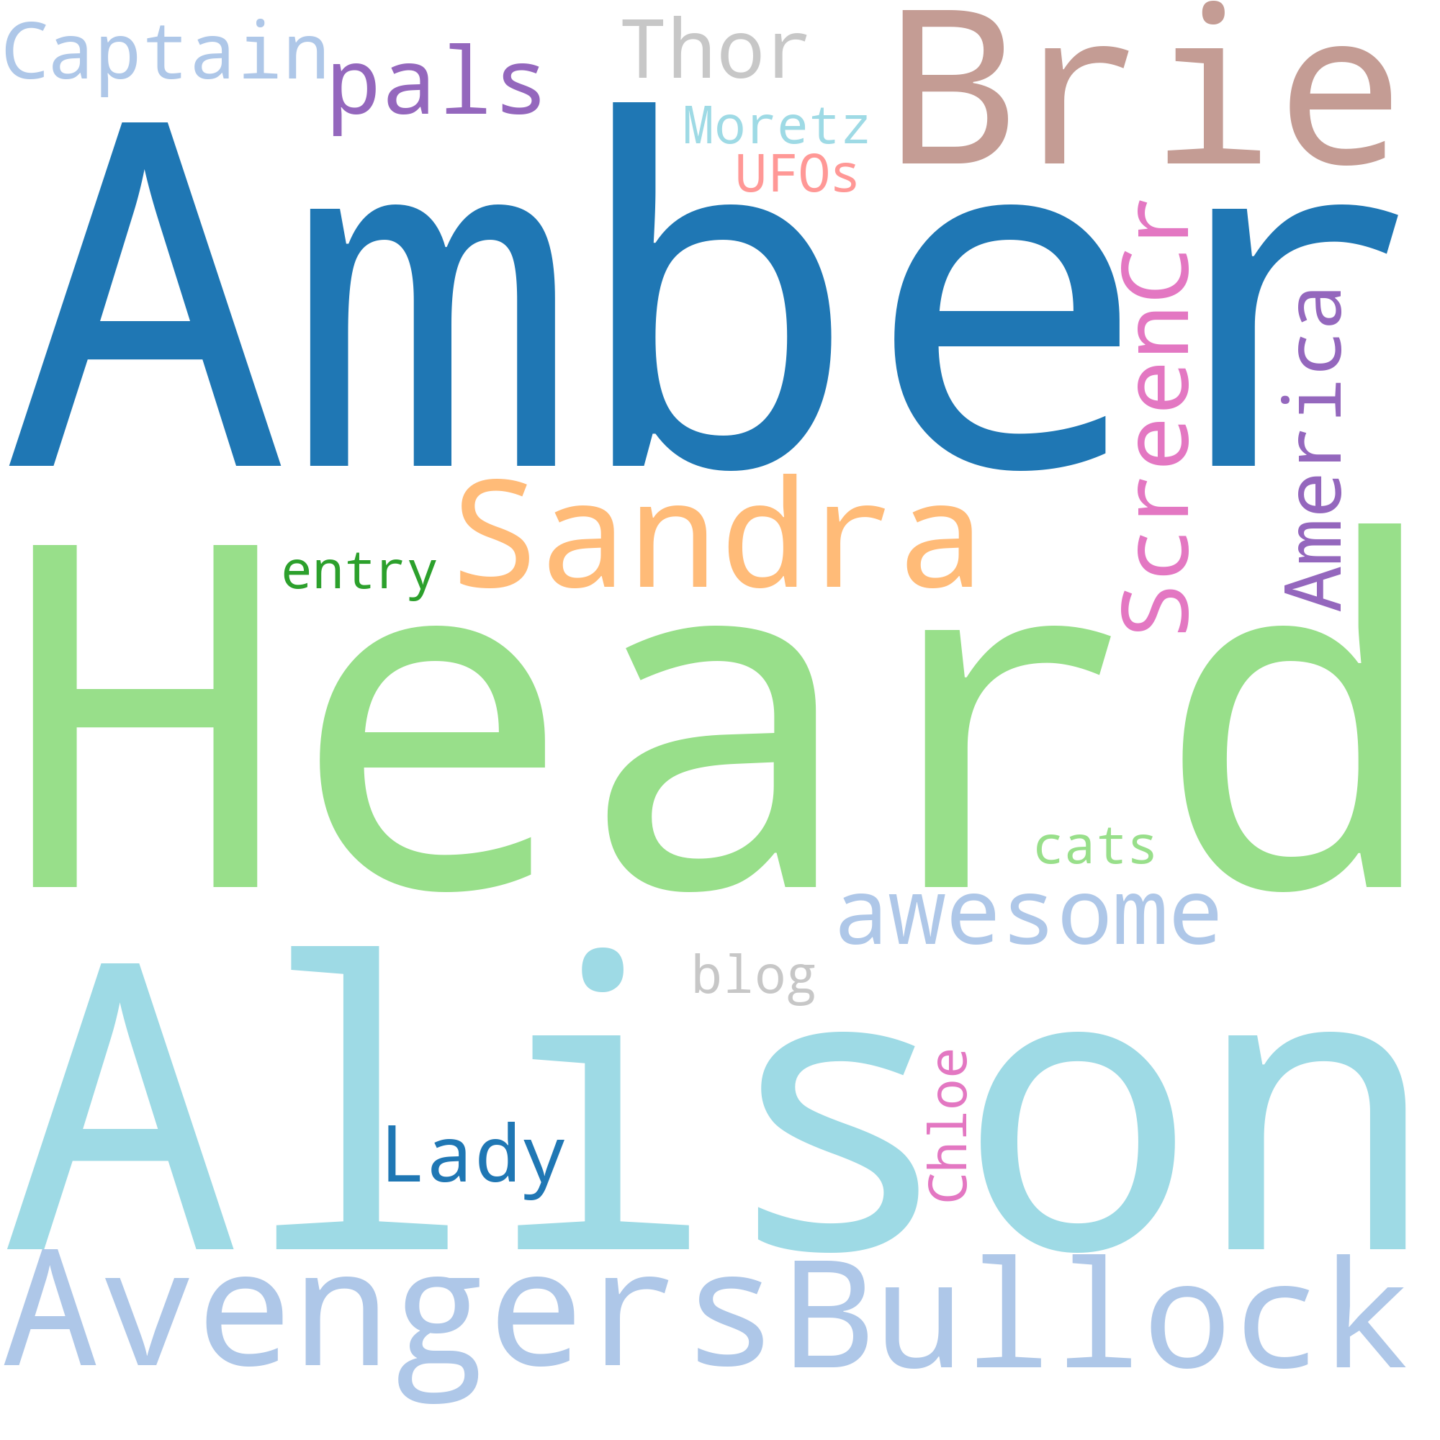 Captain
pals
Thor
Brie
Moretz
UFOs
Amber
ScreenCr
America
Sandra
entry
Heard
cats
awesome
blog
Alison
Chloe
Lady
Avengers
Bullock